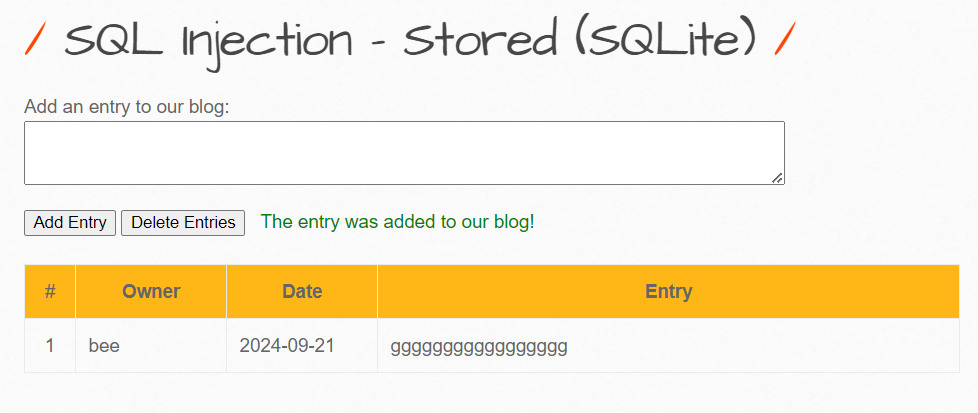 / SQL Injection - Stored (SQLite) /
Add an entry to our blog:
Add Entry Delete Entries The entry was added to our blog!
# Owner Date Entry
1 bee 2024-09-21 ggggggggggggggggg